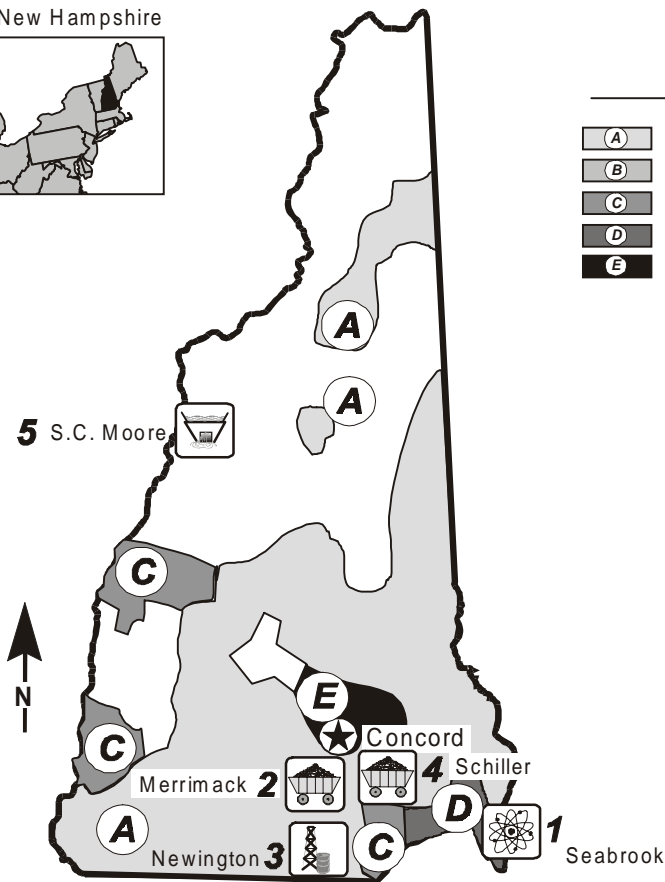 New Hampshire
A
B
C
D
E
A
A
5 S.C. Moore
C
N
E
C
Concord
Merrimack 2
4 Schiller
A
D
1
Newington 3
C
Seabrook